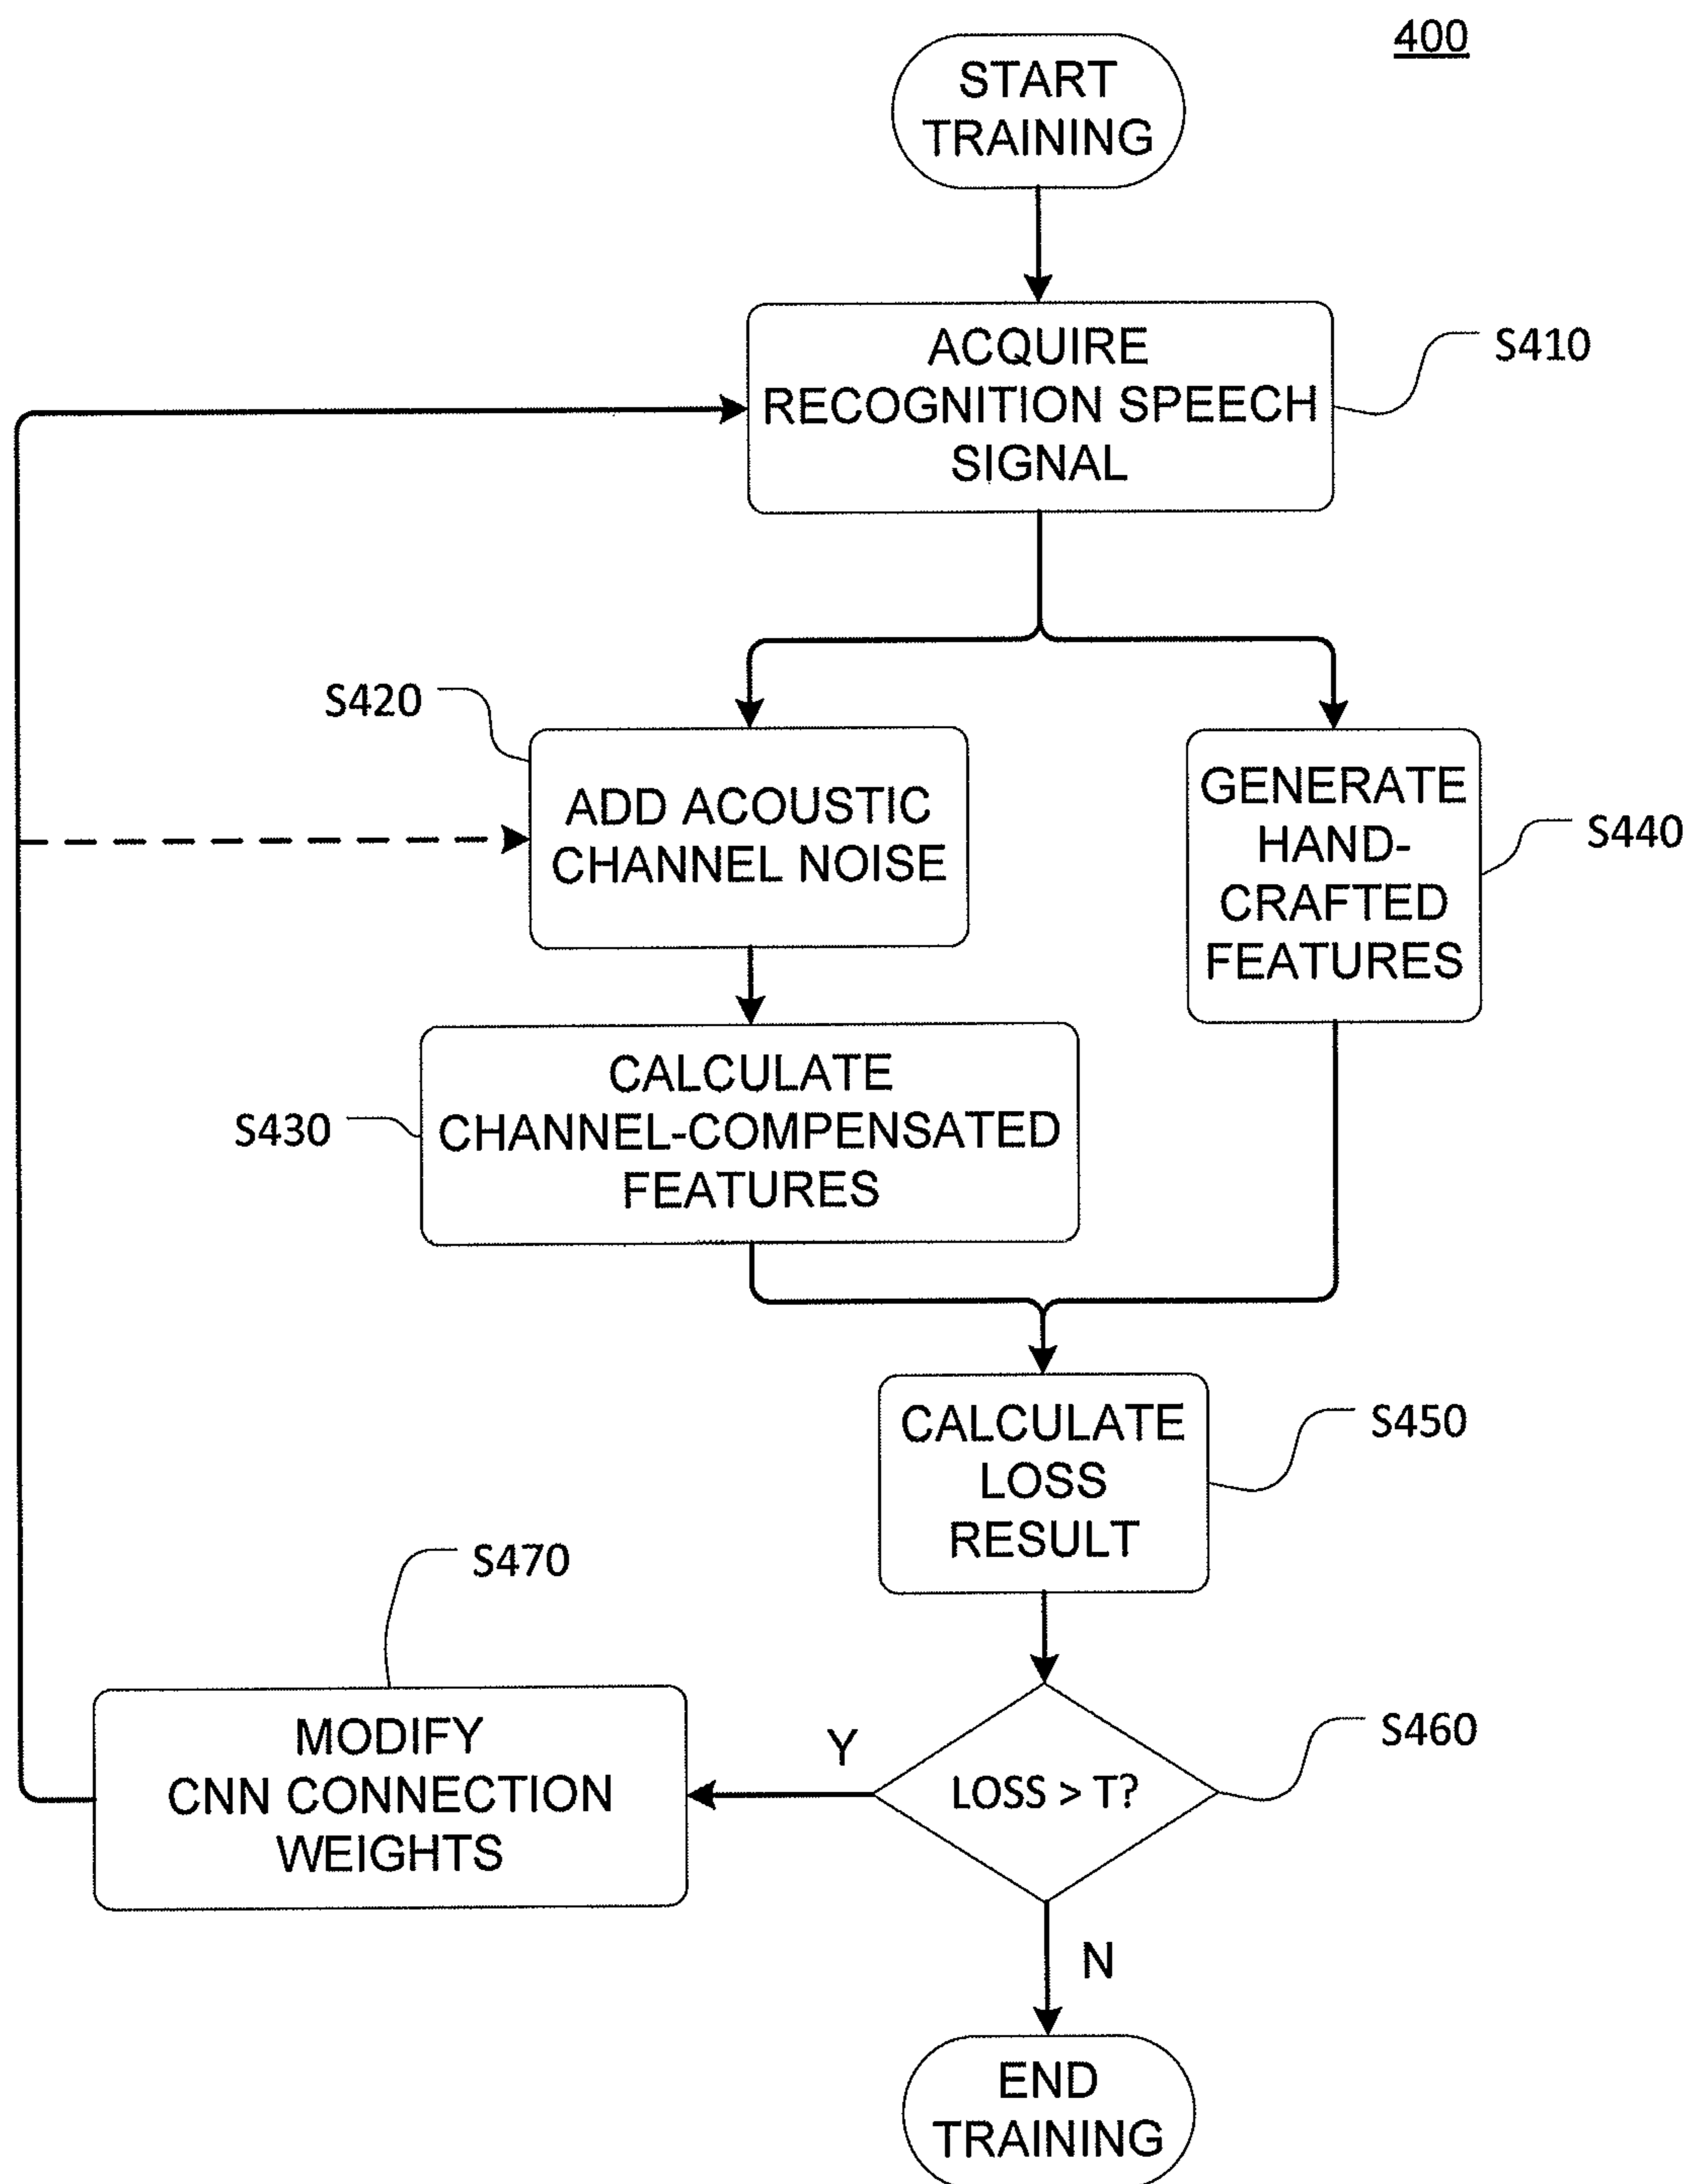 400
START
TRAINING
ACQUIRE
RECOGNITION SPEECH
SIGNAL
S410
S420
ADD ACOUSTIC
CHANNEL NOISE
GENERATE
HAND-
CRAFTED
FEATURES
S440
CALCULATE
CHANNEL-COMPENSATED
FEATURES
S430
CALCULATE
LOSS
RESULT
S450
S470
MODIFY
CNN CONNECTION
WEIGHTS
Y
LOSS > T?
S460
N
END
TRAINING